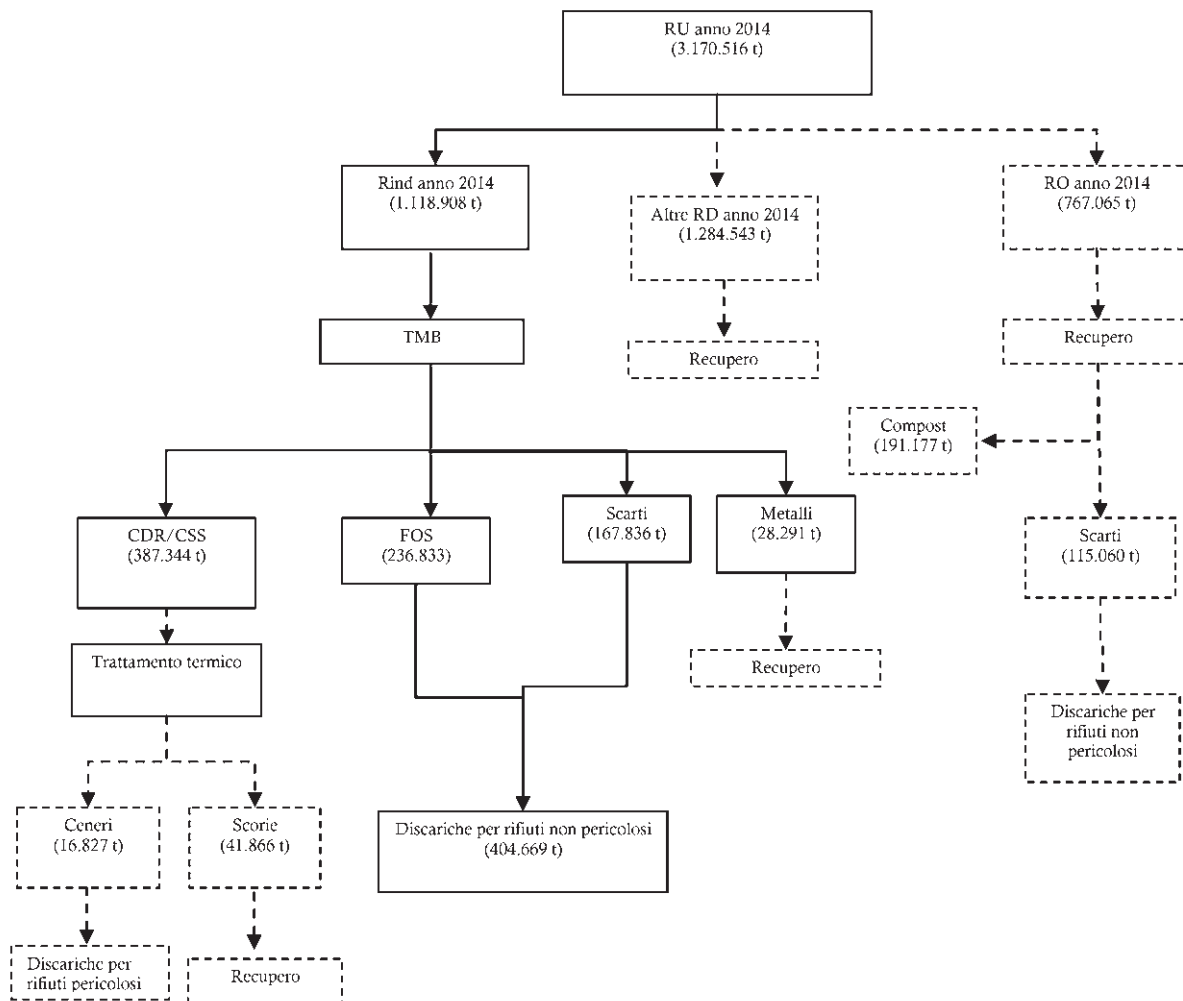 RU anno 2014
(3.170.516 t)
Rind anno 2014
(1.118.908 t)
Altre RD anno 2014
(1.284.543 t)
RO anno 2014
(767.065 t)
TMB
Recupero
Recupero
Compost
(191.177 t)
CDR/CSS
(387.344 t)
FOS
(236.833)
Scarti
(167.836 t)
Metalli
(28.291 t)
Scarti
(115.060 t)
Trattamento termico
Recupero
Discariche per
rifiuti non
pericolosi
Ceneri
(16.827 t)
Scorie
(41.866 t)
Discariche per rifiuti non pericolosi
(404.669 t)
Discariche per
rifiuti pericolosi
Recupero